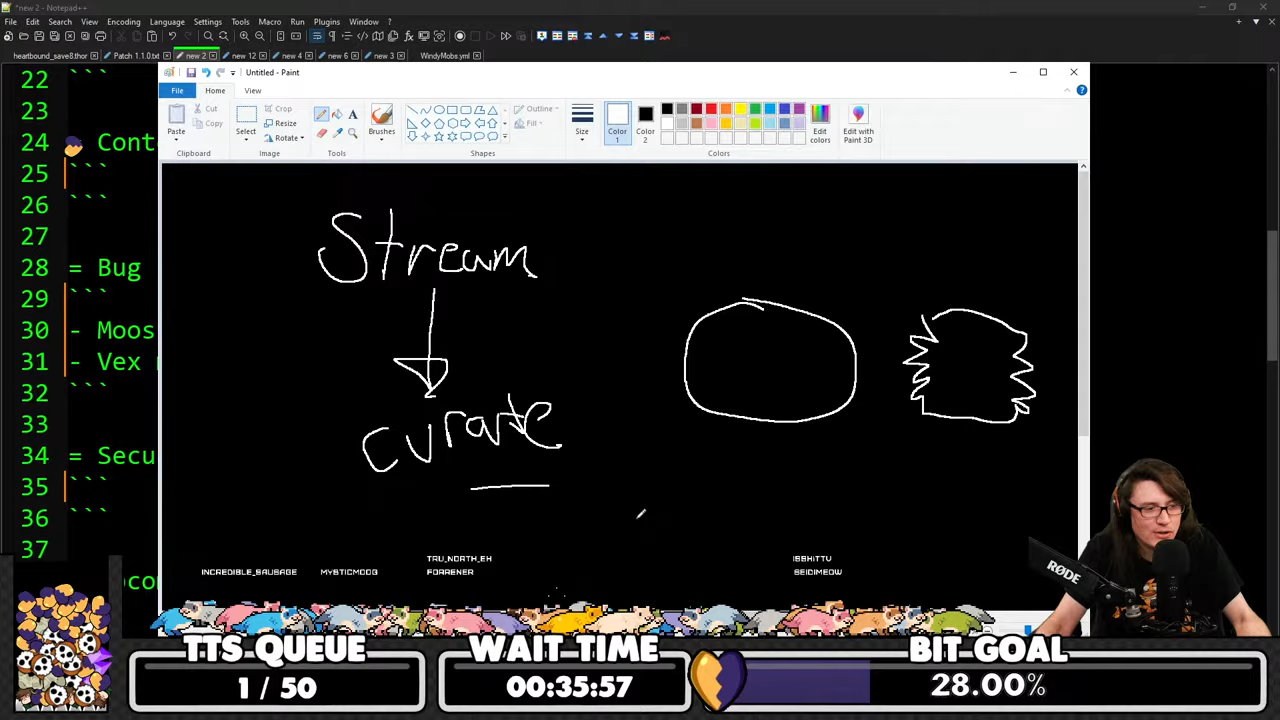 *new 2 - Notepad++
File Edit Search View Encoding Language Settings Tools Macro Run Plugins Window ?
heartbound_save8.thor Patch 1.1.0.txt new 2 new 12 new 4 new 6 new 3 WindyMobs.yml
Untitled - Paint
File Home View
Paste Cut Copy Select Crop Resize Rotate Brushes Outline Fill Size Color 1 Color 2 Edit colors Edit with Paint 3D
Clipboard Image Tools Shapes Colors
22 ```
23
24 Conte
25 ```
26 ```
27
28 = Bug
29 ```
30 - Moos
31 - Vex
32 ```
33
34 = Secu
35 ```
36 ```
37
Stream
curate
TRU_NORTH_EH
INCREDIBLE_SAUSAGE MYSTICMOOG FORRENER SEIDIMEOW
RØDE
TTS QUEUE WAIT TIME BIT GOAL
1 / 50 00:35:57 28.00%